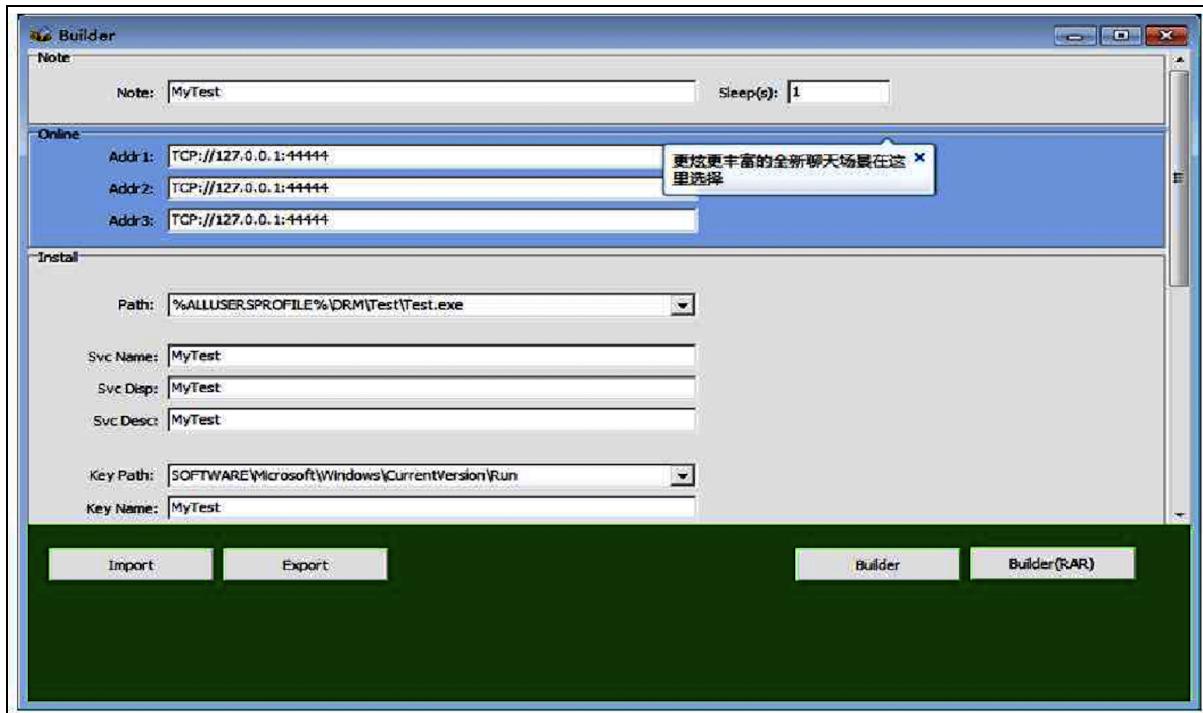 Builder
Note
Note: MyTest Sleep(s): 1
Online
Addr1: TCP://127.0.0.1:44444
更炫更丰富的全新聊天场景在这
里选择
Addr2: TCP://127.0.0.1:44444
Addr3: TCP://127.0.0.1:44444
Install
Path: %ALLUSERSPROFILE%\DRM\Test\Test.exe
Svc Name: MyTest
Svc Disp: MyTest
Svc Desc: MyTest
Key Path: SOFTWARE\Microsoft\Windows\CurrentVersion\Run
Key Name: MyTest
Import Export Builder Builder(RAR)